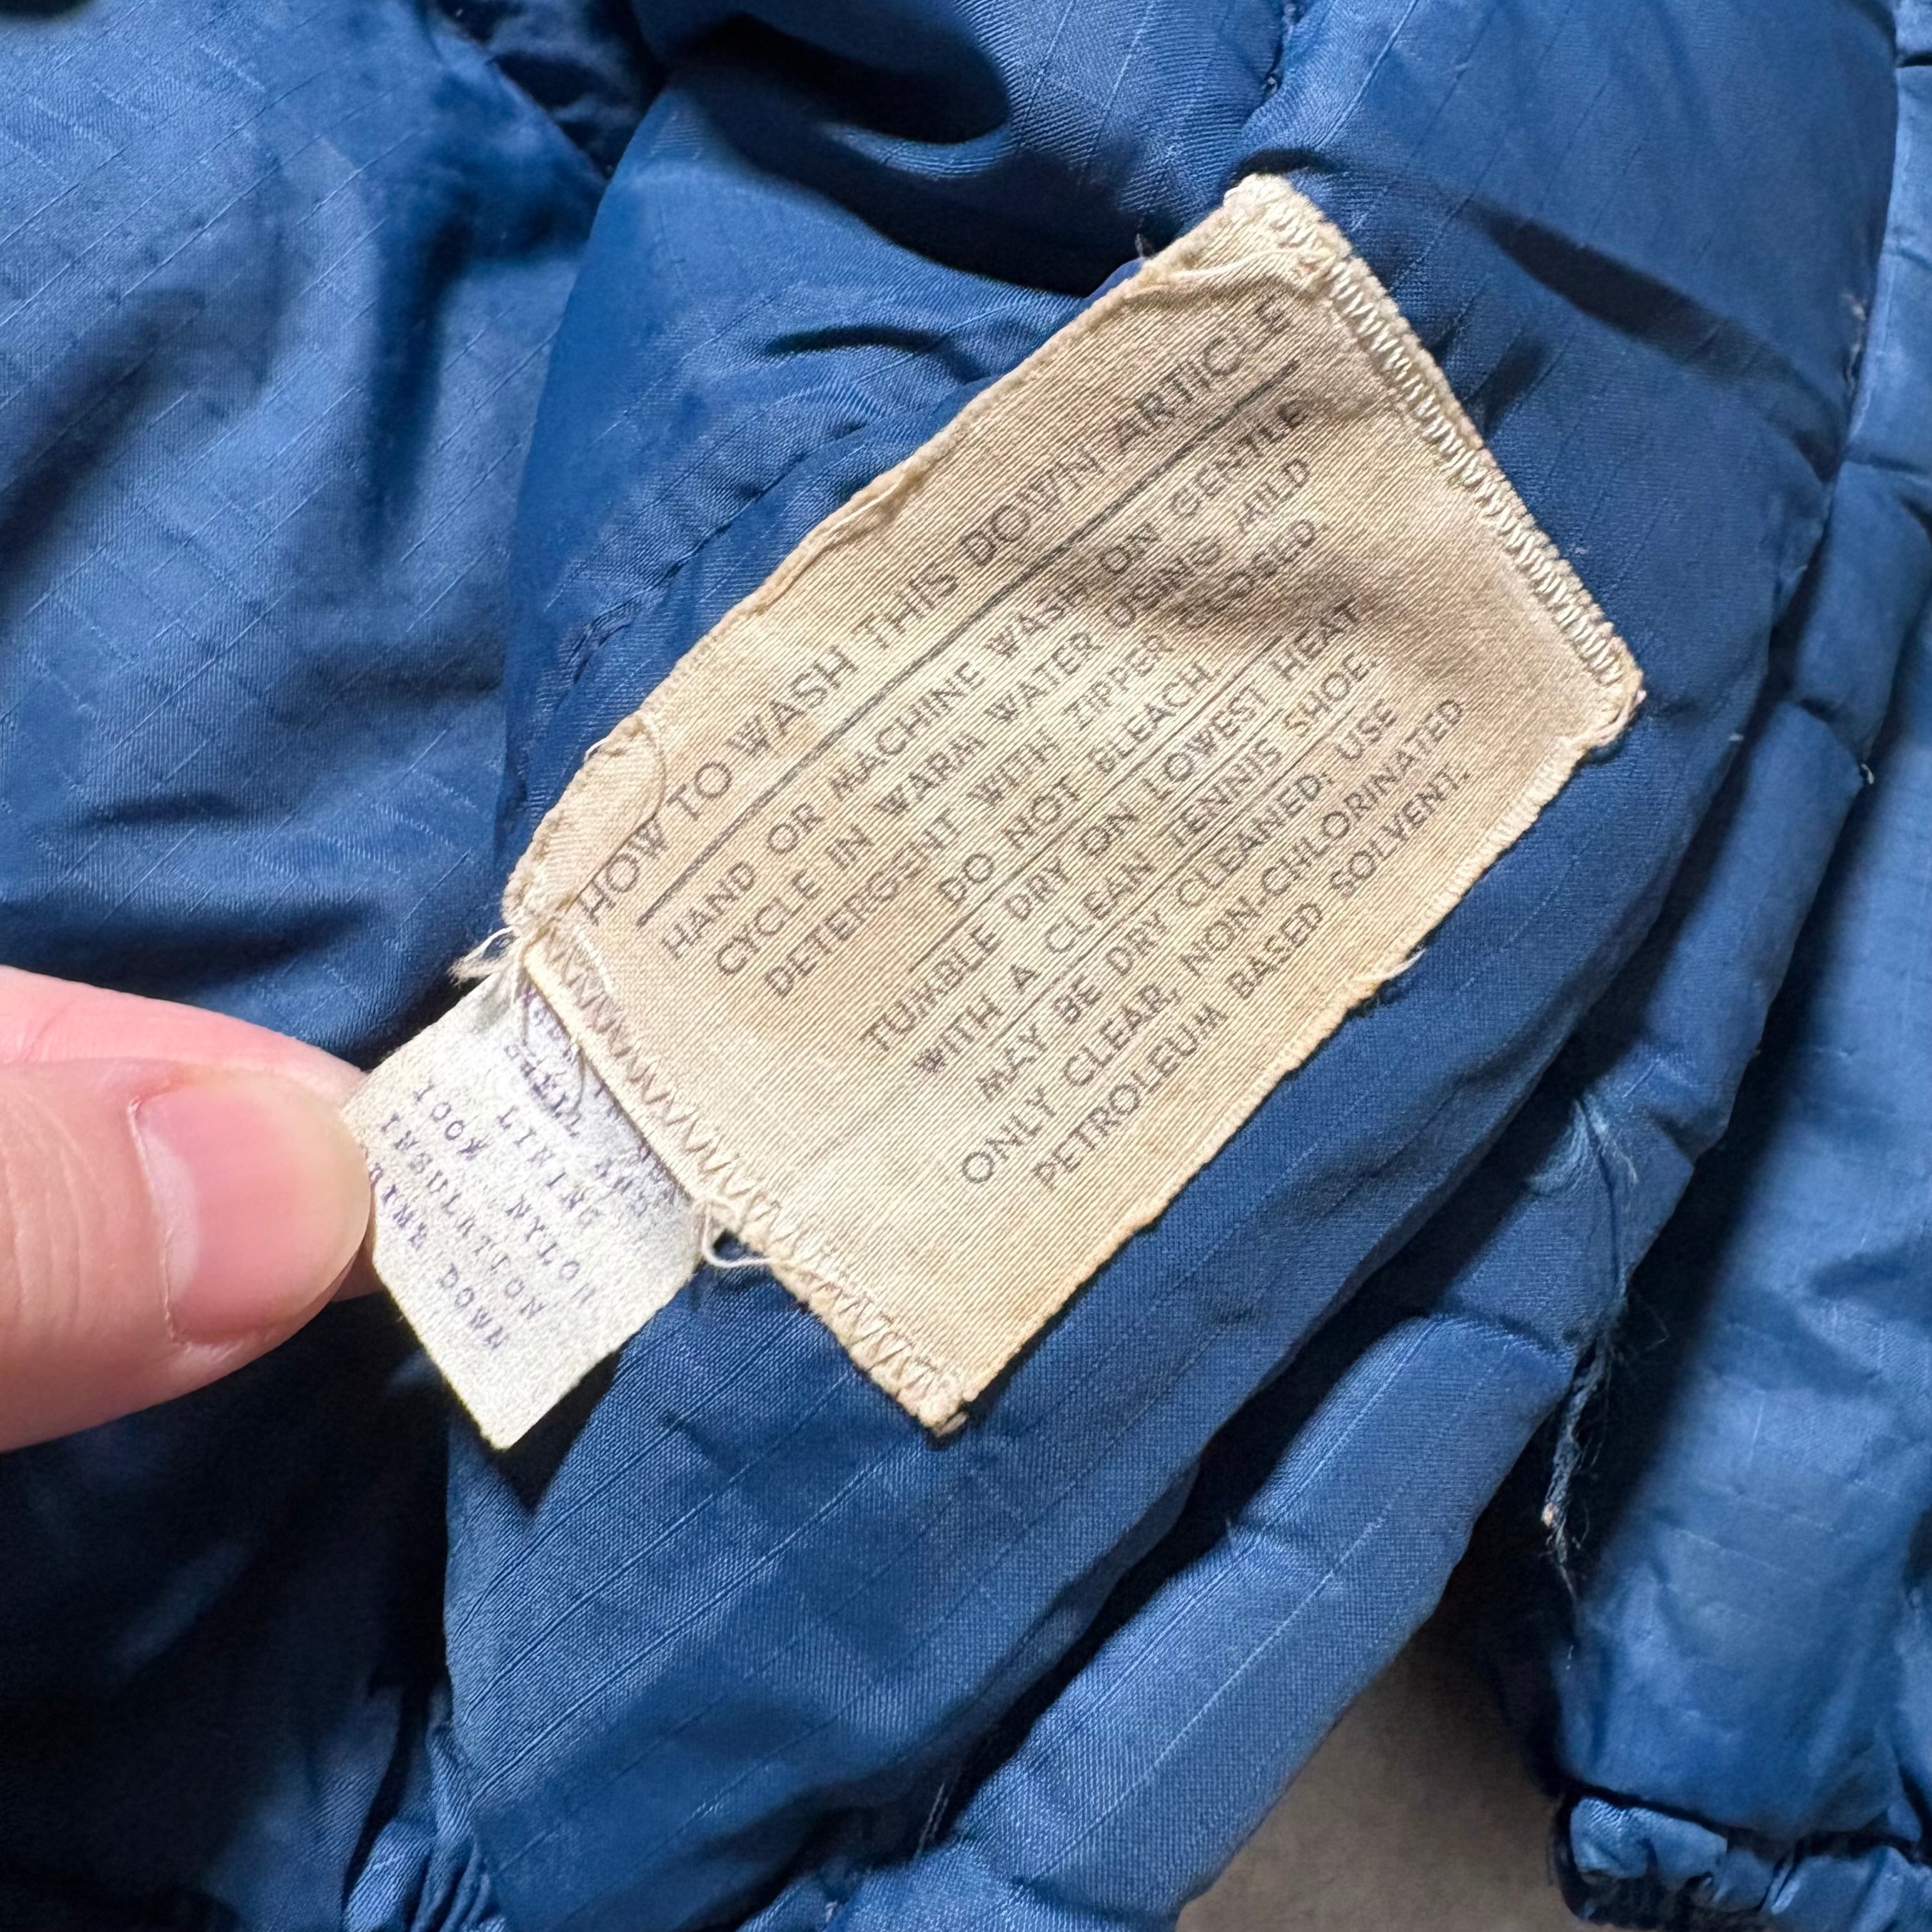 HOW TO WASH THIS DOWN ARTICLE
HAND OR MACHINE WASH ON GENTLE
CYCLE IN WARM WATER USING MILD
DETERGENT WITH ZIPPER CLOSED
DO NOT BLEACH.
TUMBLE DRY ON LOWEST HEAT
WITH A CLEAN TENNIS SHOE.
MAY BE DRY CLEANED: USE
ONLY CLEAR, NON-CHLORINATED
PETROLEUM BASED SOLVENT.
SHELL
LINING
100% NYLON
INSULATION
DOWN